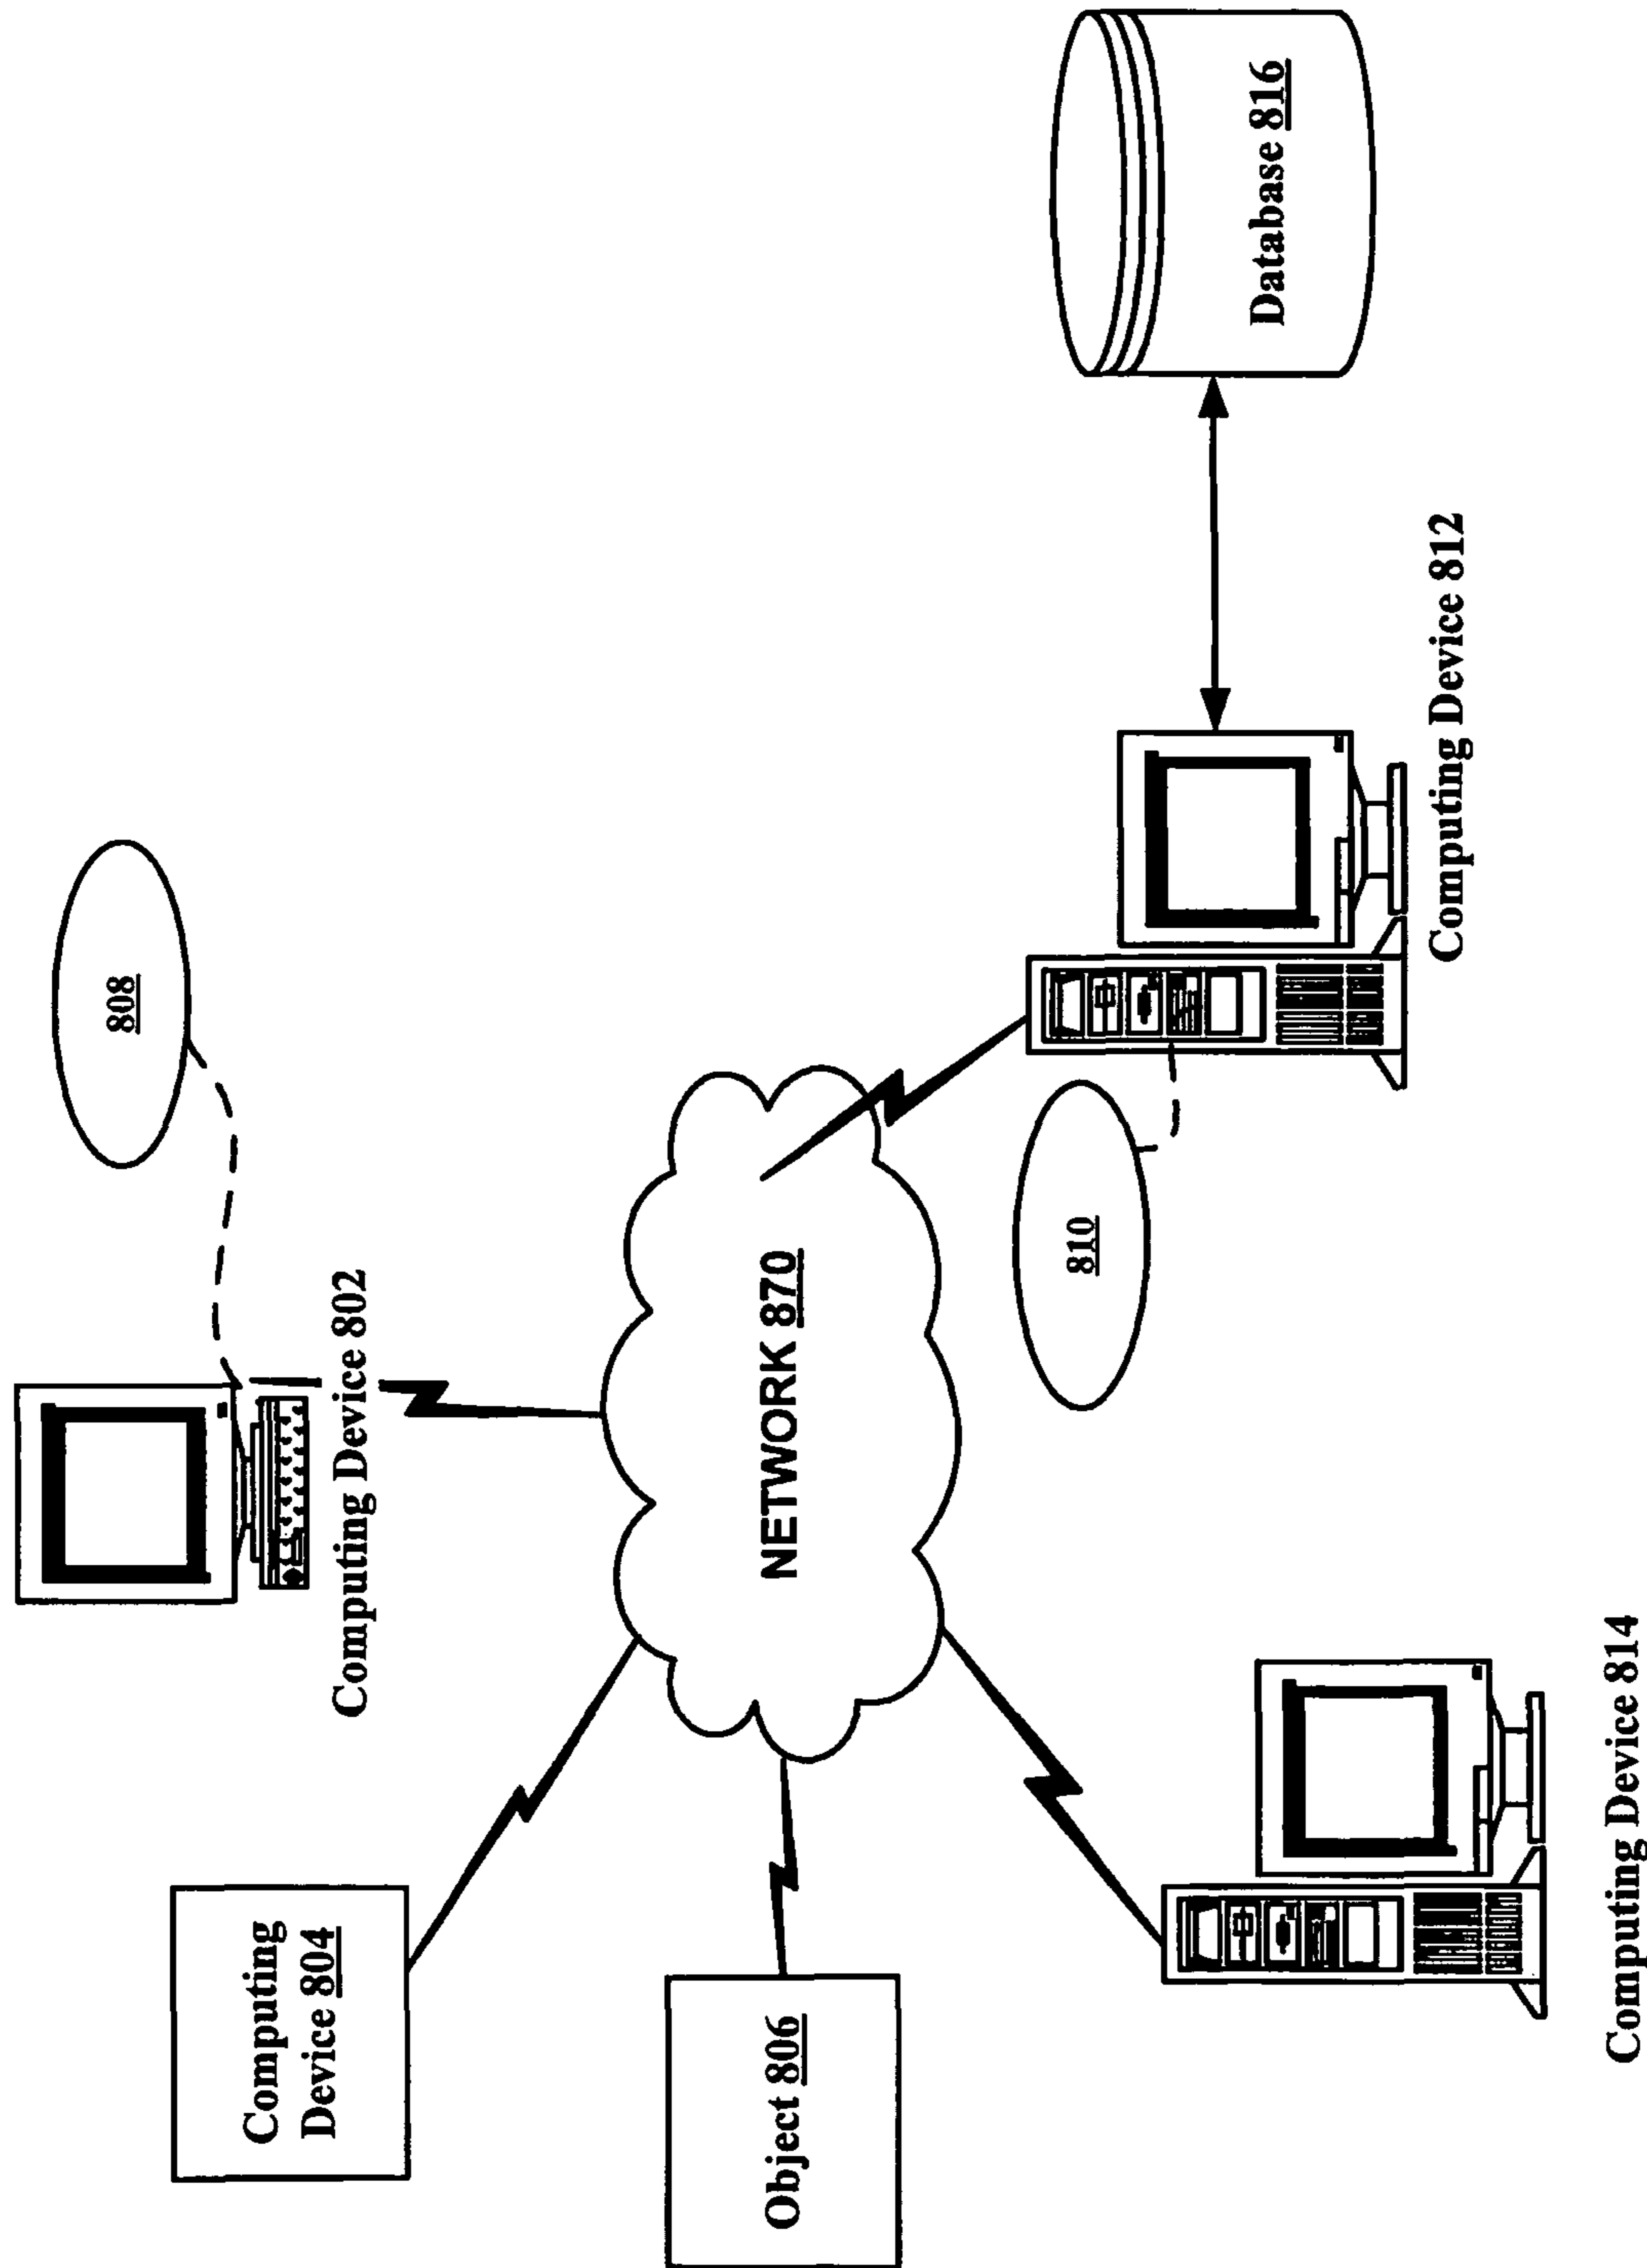 Computing
Device 804
Computing Device 802
808
Object 806
NETWORK 870
810
Database 816
Computing Device 812
Computing Device 814